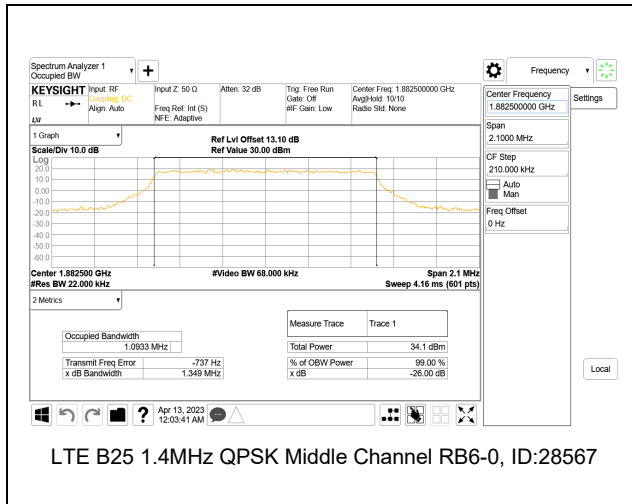 Spectrum Analyzer 1
Occupied BW
Frequency
KEYSIGHT
RL
LXI
Input: RF
Coupling: DC
Align: Auto
Input Z: 50 Ω
Freq Ref: Int (S)
NFE: Adaptive
Atten: 32 dB
Trig: Free Run
Gate: Off
#IF Gain: Low
Center Freq: 1.882500000 GHz
Avg|Hold: 10/10
Radio Std: None
Center Frequency
1.882500000 GHz
Settings
Span
2.1000 MHz
CF Step
210.000 kHz
Auto
Man
Freq Offset
0 Hz
Local
1 Graph
Scale/Div 10.0 dB
Ref Lvl Offset 13.10 dB
Ref Value 30.00 dBm
Log
20.0
10.0
0.00
-10.0
-20.0
-30.0
-40.0
-50.0
-60.0
Center 1.882500 GHz
#Video BW 68.000 kHz
Span 2.1 MHz
#Res BW 22.000 kHz
Sweep 4.16 ms (601 pts)
2 Metrics
Measure Trace Trace 1
Occupied Bandwidth
1.0933 MHz
Total Power 34.1 dBm
Transmit Freq Error -737 Hz
% of OBW Power 99.00 %
x dB Bandwidth 1.349 MHz
x dB -26.00 dB
?
Apr 13, 2023
12:03:41 AM
LTE B25 1.4MHz QPSK Middle Channel RB6-0, ID:28567